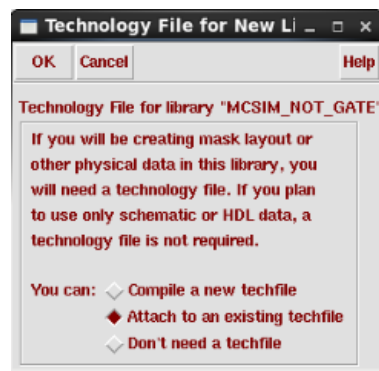 Technology File for New Li
OK Cancel Help
Technology File for library "MCSIM_NOT_GATE"
If you will be creating mask layout or
other physical data in this library, you
will need a technology file. If you plan
to use only schematic or HDL data, a
technology file is not required.
You can: Compile a new techfile
Attach to an existing techfile
Don't need a techfile